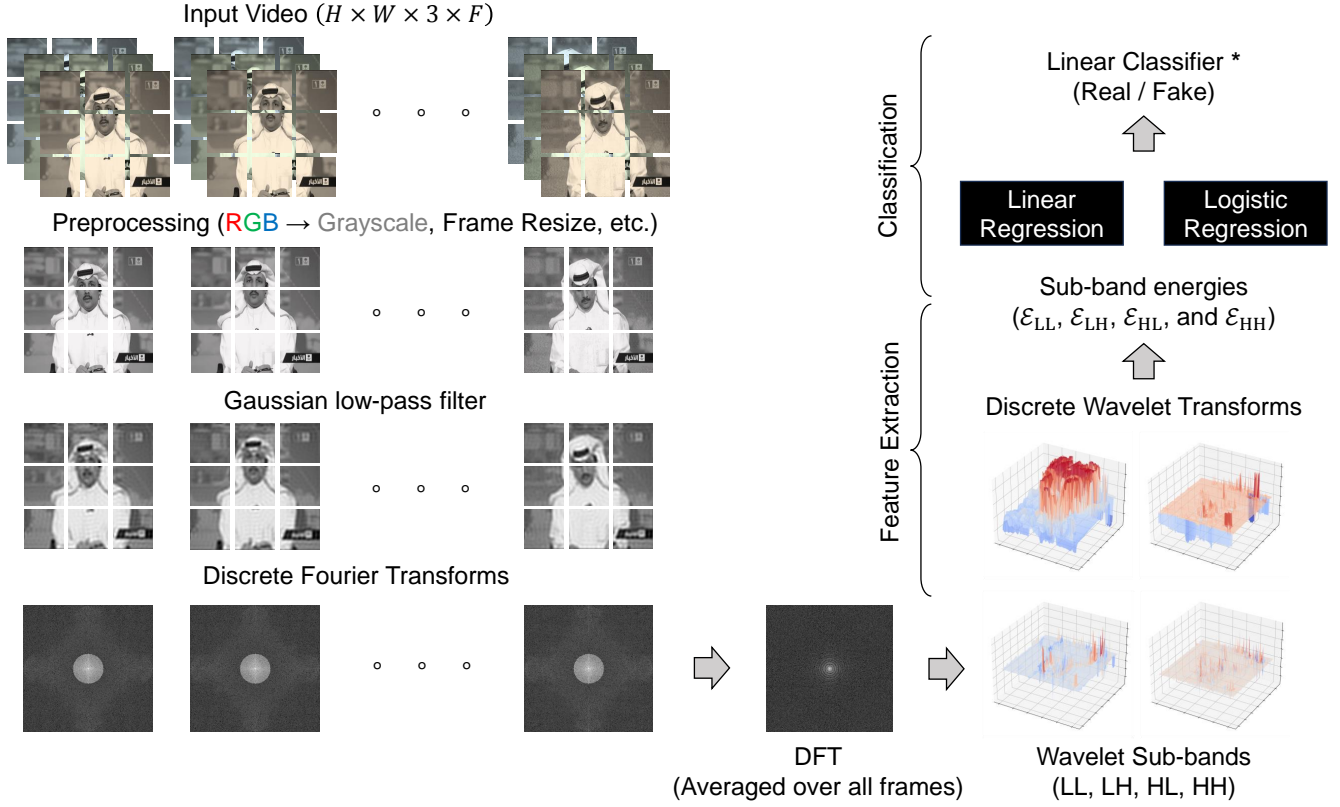 Input Video (H × W × 3 × F)
Preprocessing (RGB → Grayscale, Frame Resize, etc.)
Gaussian low-pass filter
Discrete Fourier Transforms
DFT
(Averaged over all frames)
Wavelet Sub-bands
(LL, LH, HL, HH)
Discrete Wavelet Transforms
Feature Extraction
Sub-band energies
(ℰLL, ℰLH, ℰHL, and ℰHH)
Linear
Regression
Logistic
Regression
Classification
Linear Classifier *
(Real / Fake)
الأخبار